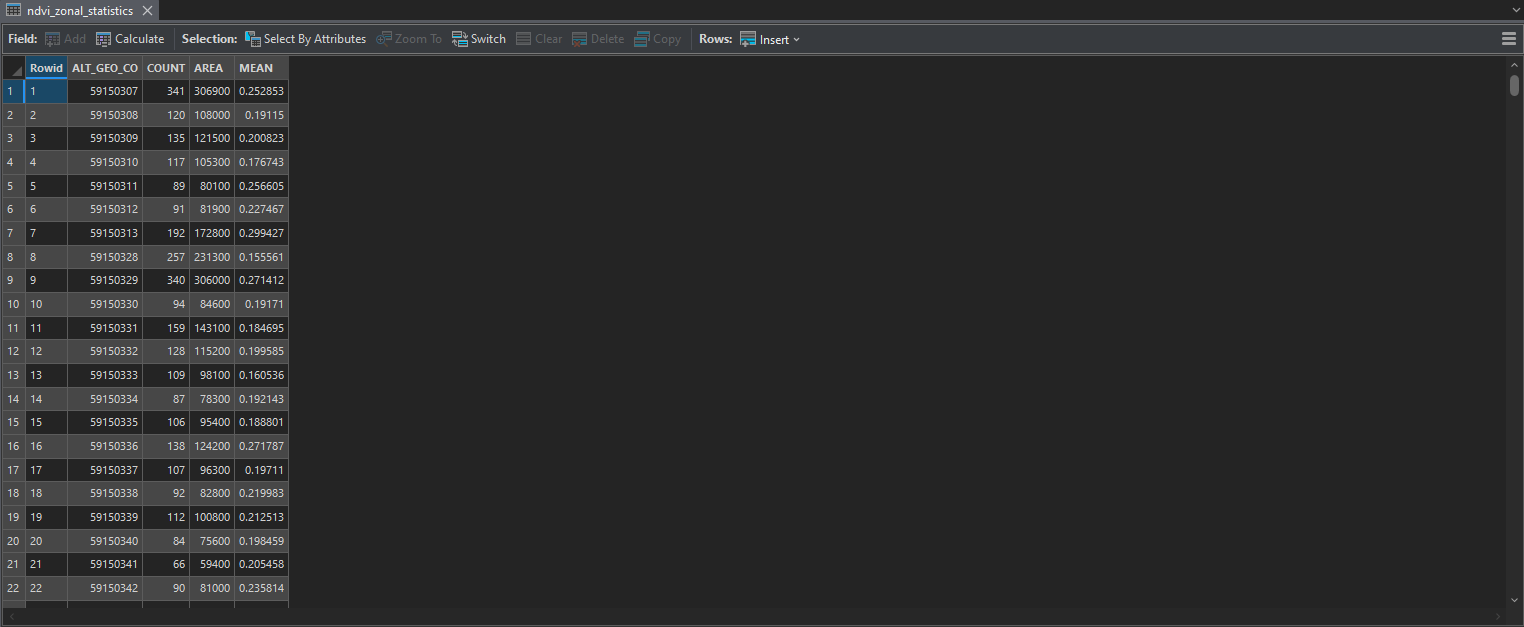 ndvi_zonal_statistics
Field: Add Calculate Selection: Select By Attributes Zoom To Switch Clear Delete Copy Rows: Insert
Rowid ALT_GEO_CO COUNT AREA MEAN
1 1 59150307 341 306900 0.252853
2 2 59150308 120 108000 0.19115
3 3 59150309 135 121500 0.200823
4 4 59150310 117 105300 0.176743
5 5 59150311 89 80100 0.256605
6 6 59150312 91 81900 0.227467
7 7 59150313 192 172800 0.299427
8 8 59150328 257 231300 0.155561
9 9 59150329 340 306000 0.271412
10 10 59150330 94 84600 0.19171
11 11 59150331 159 143100 0.184695
12 12 59150332 128 115200 0.199585
13 13 59150333 109 98100 0.160536
14 14 59150334 87 78300 0.192143
15 15 59150335 106 95400 0.188801
16 16 59150336 138 124200 0.271787
17 17 59150337 107 96300 0.19711
18 18 59150338 92 82800 0.219983
19 19 59150339 112 100800 0.212513
20 20 59150340 84 75600 0.198459
21 21 59150341 66 59400 0.205458
22 22 59150342 90 81000 0.235814